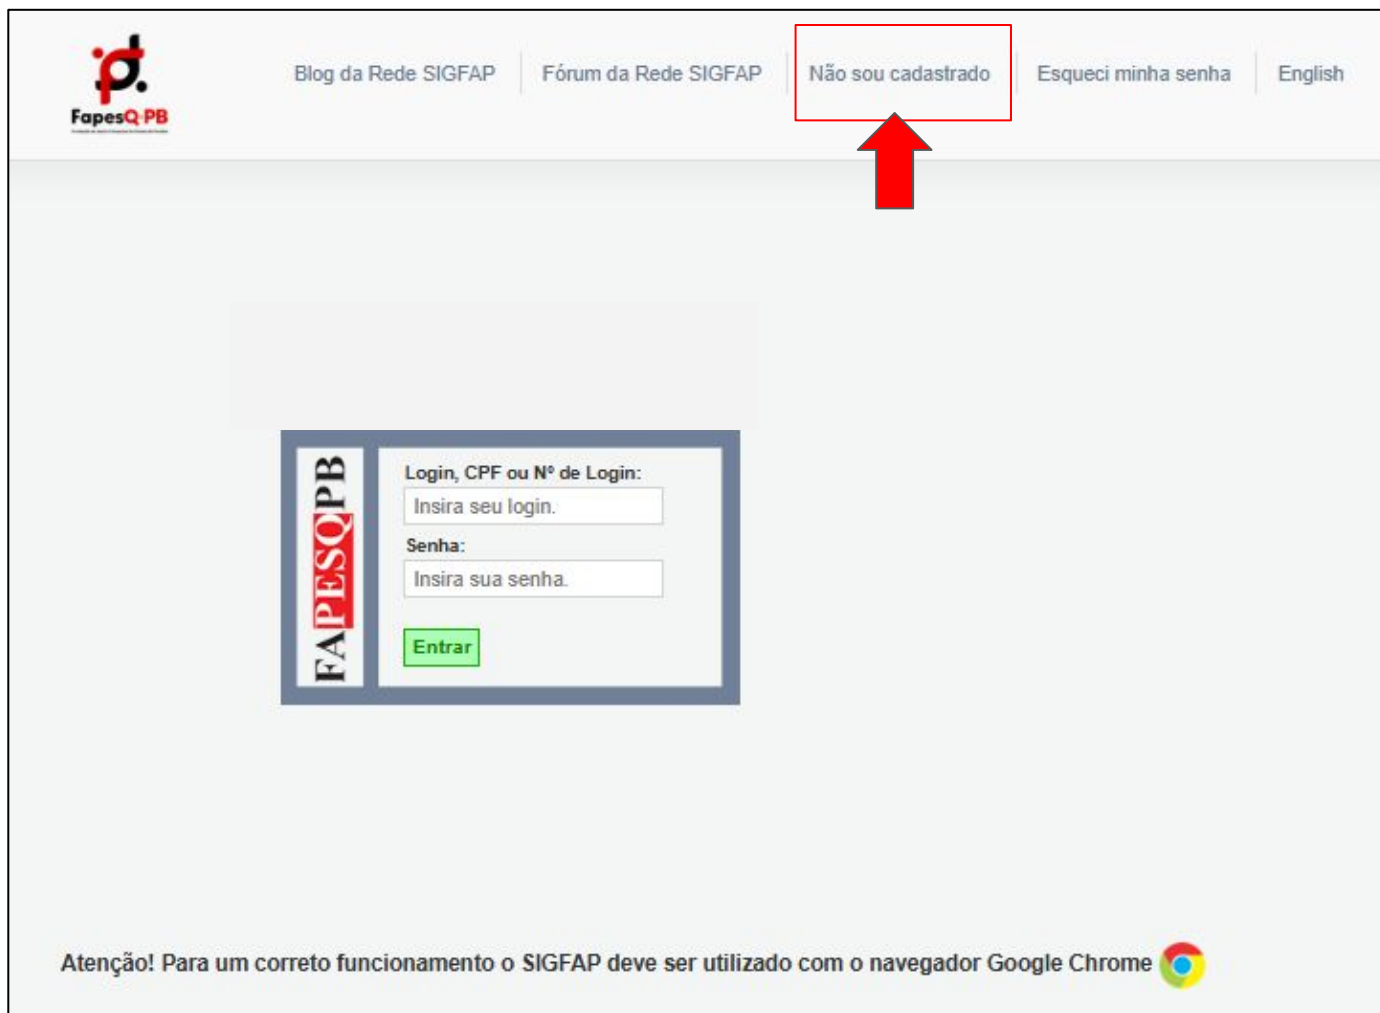 FapesQ-PB
Blog da Rede SIGFAP
Fórum da Rede SIGFAP
Não sou cadastrado
Esqueci minha senha
English
FAPESQPB
Login, CPF ou Nº de Login:
Insira seu login.
Senha:
Insira sua senha.
Entrar
Atenção! Para um correto funcionamento o SIGFAP deve ser utilizado com o navegador Google Chrome